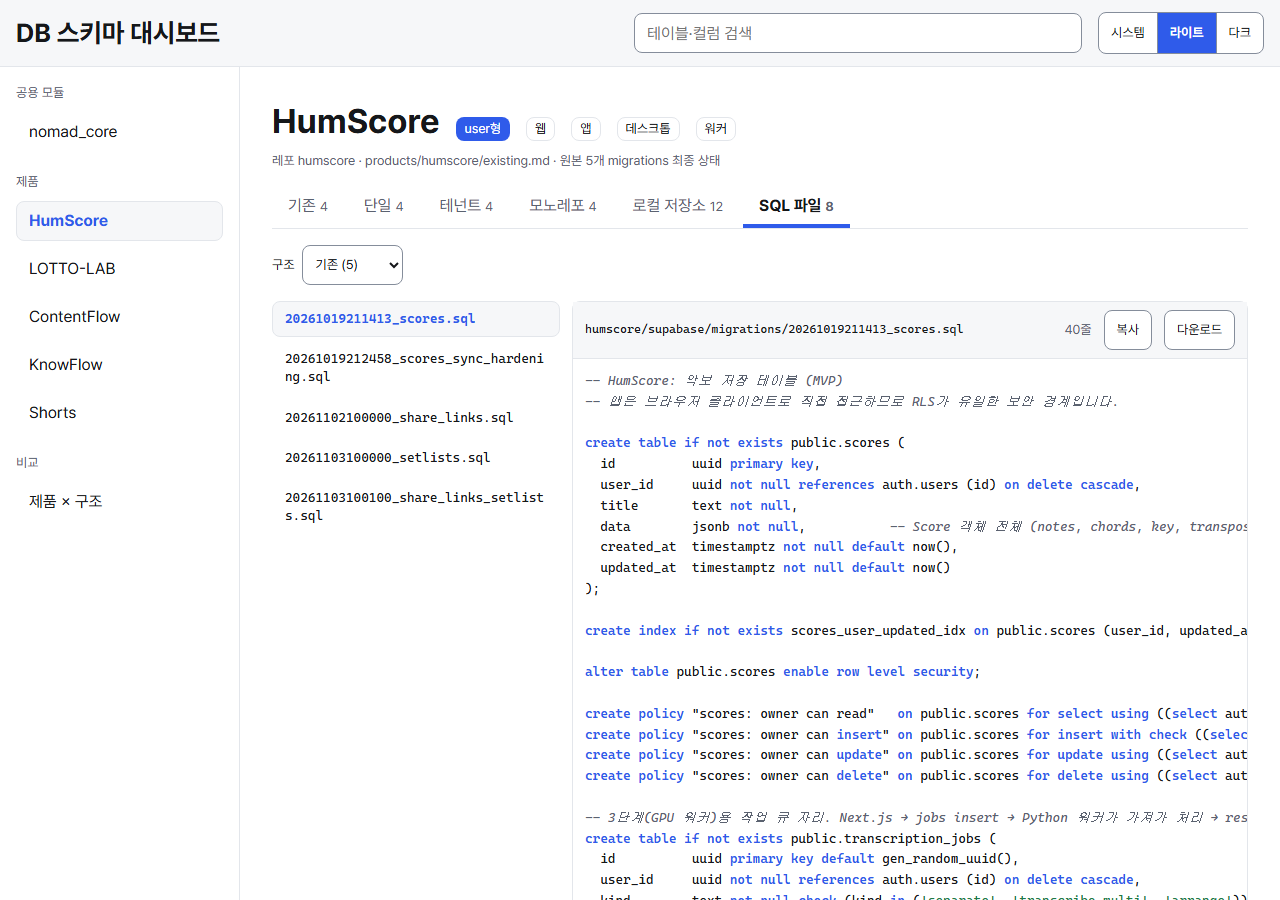 DB 스키마 대시보드
테이블·컬럼 검색
시스템
라이트
다크
공용 모듈
nomad_core
제품
HumScore
LOTTO-LAB
ContentFlow
KnowFlow
Shorts
비교
제품 × 구조
HumScore
user형
웹
앱
데스크톱
워커
레포 humscore · products/humscore/existing.md · 원본 5개 migrations 최종 상태
기존 4
단일 4
테넌트 4
모노레포 4
로컬 저장소 12
SQL 파일 8
구조
기존 (5)
20261019211413_scores.sql
20261019212458_scores_sync_hardeni
ng.sql
20261102100000_share_links.sql
20261103100000_setlists.sql
20261103100100_share_links_setlist
s.sql
humscore/supabase/migrations/20261019211413_scores.sql
40줄
복사
다운로드
-- HumScore: 악보 저장 테이블 (MVP)
-- 앱은 브라우저 클라이언트로 직접 접근하므로 RLS가 유일한 보안 경계입니다.
create table if not exists public.scores (
id uuid primary key,
user_id uuid not null references auth.users (id) on delete cascade,
title text not null,
data jsonb not null, -- Score 객체 전체 (notes, chords, key, transpos
created_at timestamptz not null default now(),
updated_at timestamptz not null default now()
);
create index if not exists scores_user_updated_idx on public.scores (user_id, updated_a
alter table public.scores enable row level security;
create policy "scores: owner can read" on public.scores for select using ((select aut
create policy "scores: owner can insert" on public.scores for insert with check ((selec
create policy "scores: owner can update" on public.scores for update using ((select aut
create policy "scores: owner can delete" on public.scores for delete using ((select aut
-- 3단계(GPU 워커)용 작업 큐 자리. Next.js → jobs insert → Python 워커가 가져가 처리 → res
create table if not exists public.transcription_jobs (
id uuid primary key default gen_random_uuid(),
user_id uuid not null references auth.users (id) on delete cascade,
kind text not null check (kind in ('separate', 'transcribe_multi', 'arrange'))